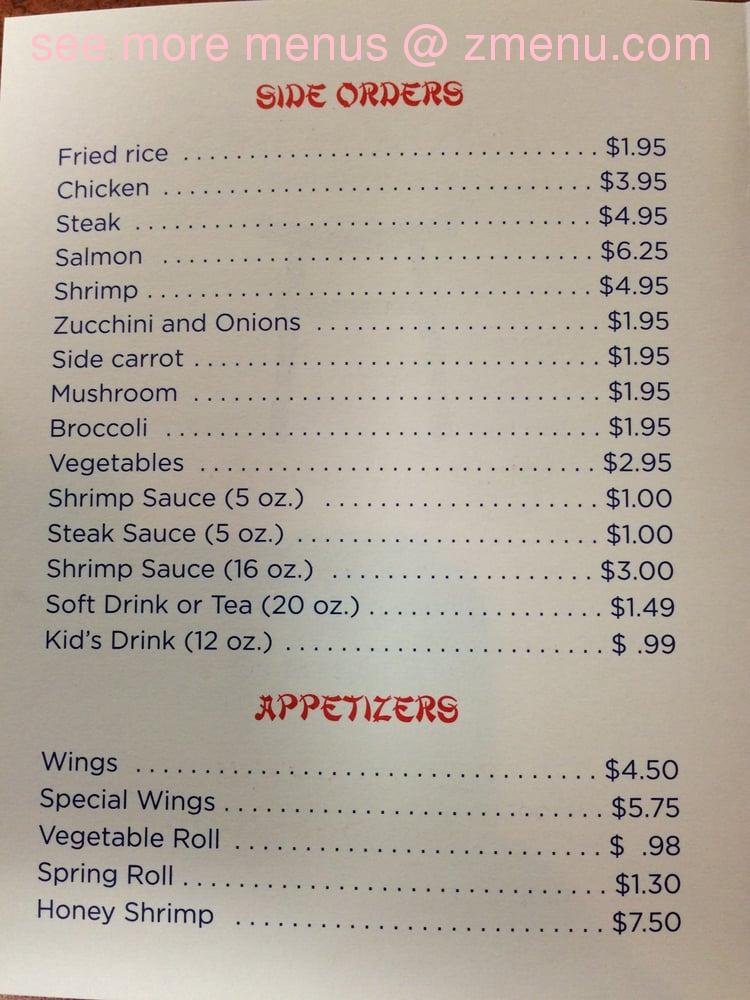 see more menus @ zmenu.com
SIDE ORDERS
Fried rice ........................................ $1.95
Chicken .......................................... $3.95
Steak ............................................. $4.95
Salmon .......................................... $6.25
Shrimp ........................................... $4.95
Zucchini and Onions ........................... $1.95
Side carrot ...................................... $1.95
Mushroom ...................................... $1.95
Broccoli ......................................... $1.95
Vegetables ..................................... $2.95
Shrimp Sauce (5 oz.) ......................... $1.00
Steak Sauce (5 oz.) ........................... $1.00
Shrimp Sauce (16 oz.) ........................ $3.00
Soft Drink or Tea (20 oz.) .................... $1.49
Kid's Drink (12 oz.) ............................ $ .99
APPETIZERS
Wings ........................................... $4.50
Special Wings .................................. $5.75
Vegetable Roll ................................. $ .98
Spring Roll ...................................... $1.30
Honey Shrimp ................................. $7.50